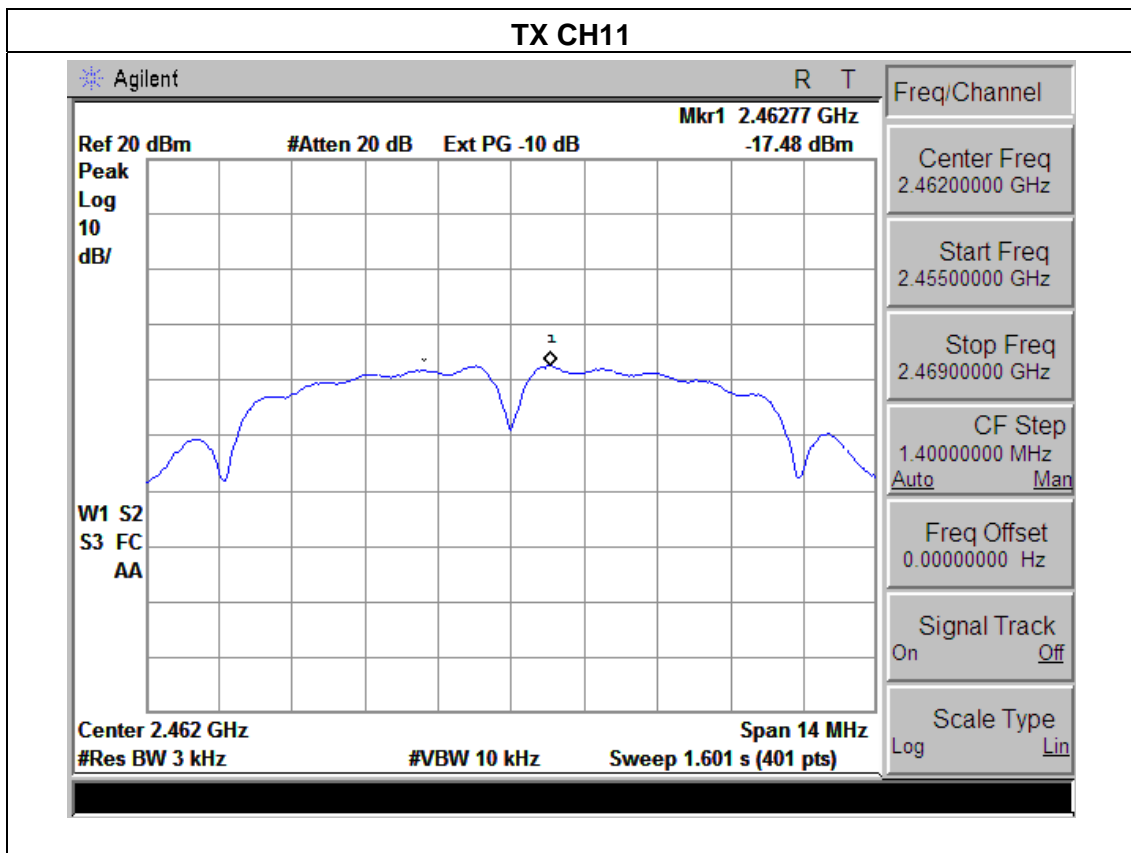 TX CH11
Agilent R T
Mkr1 2.46277 GHz
Ref 20 dBm #Atten 20 dB Ext PG -10 dB -17.48 dBm
Peak
Log
10
dB/
1
W1 S2
S3 FC
AA
Center 2.462 GHz Span 14 MHz
#Res BW 3 kHz #VBW 10 kHz Sweep 1.601 s (401 pts)
Freq/Channel
Center Freq
2.46200000 GHz
Start Freq
2.45500000 GHz
Stop Freq
2.46900000 GHz
CF Step
1.40000000 MHz
Auto Man
Freq Offset
0.00000000 Hz
Signal Track
On Off
Scale Type
Log Lin